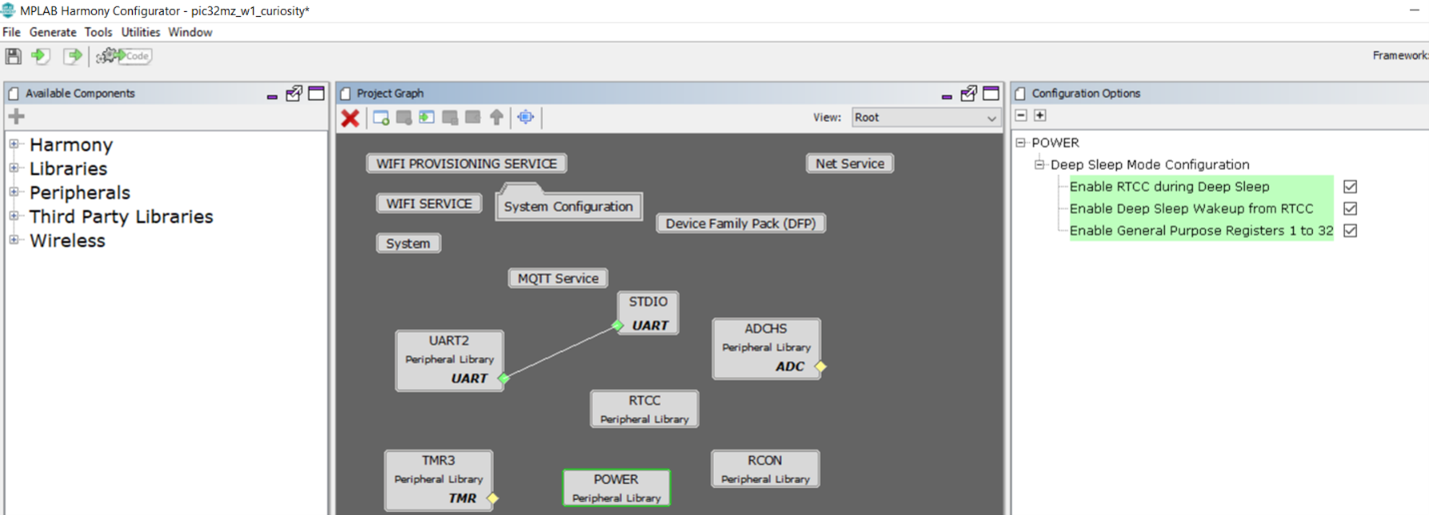 MPLAB Harmony Configurator - pic32mz_w1_curiosity*
File Generate Tools Utilities Window
Code
Framework:
Available Components
Harmony
Libraries
Peripherals
Third Party Libraries
Wireless
Project Graph
View: Root
WIFI PROVISIONING SERVICE
Net Service
WIFI SERVICE
System Configuration
Device Family Pack (DFP)
System
MQTT Service
STDIO
UART
UART2
Peripheral Library
UART
ADCHS
Peripheral Library
ADC
RTCC
Peripheral Library
TMR3
Peripheral Library
TMR
POWER
Peripheral Library
RCON
Peripheral Library
Configuration Options
POWER
Deep Sleep Mode Configuration
Enable RTCC during Deep Sleep
Enable Deep Sleep Wakeup from RTCC
Enable General Purpose Registers 1 to 32